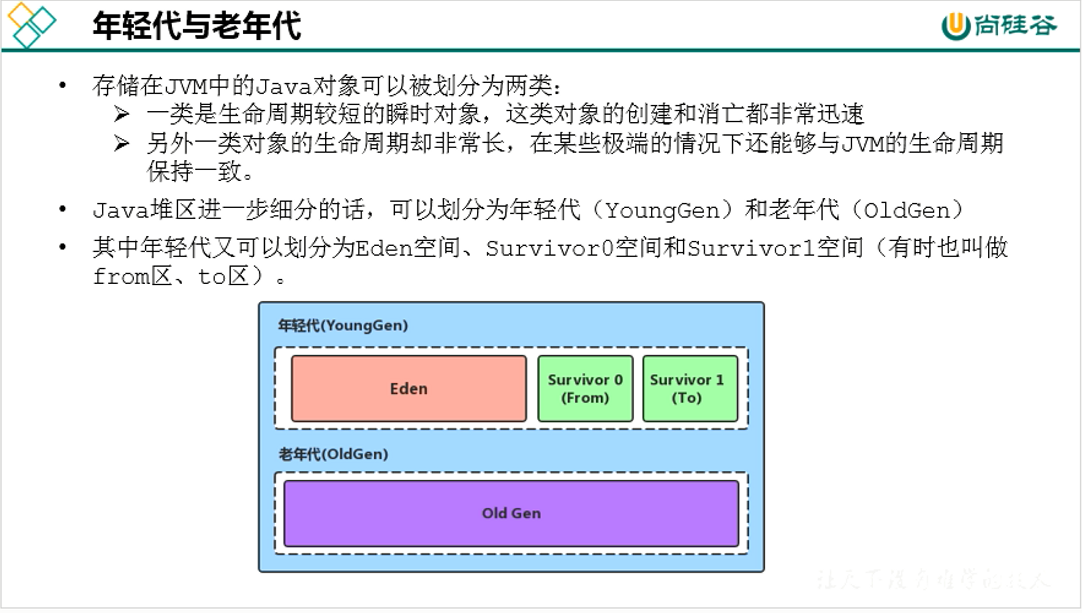 年轻代与老年代
尚硅谷
• 存储在JVM中的Java对象可以被划分为两类：
➢ 一类是生命周期较短的瞬时对象，这类对象的创建和消亡都非常迅速
➢ 另外一类对象的生命周期却非常长，在某些极端的情况下还能够与JVM的生命周期
保持一致。
• Java堆区进一步细分的话，可以划分为年轻代（YoungGen）和老年代（OldGen）
• 其中年轻代又可以划分为Eden空间、Survivor0空间和Survivor1空间（有时也叫做
from区、to区）。
年轻代(YoungGen)
Eden
Survivor 0
(From)
Survivor 1
(To)
老年代(OldGen)
Old Gen
让天下没有难学的技术